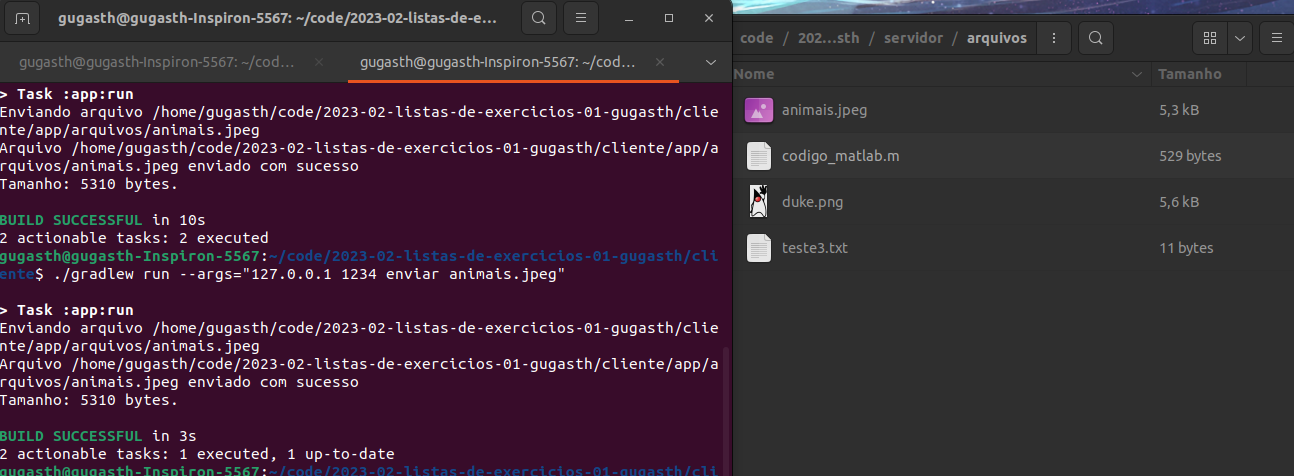 gugasth@gugasth-Inspiron-5567: ~/code/2023-02-listas-de-e...
gugasth@gugasth-Inspiron-5567: ~/cod...
gugasth@gugasth-Inspiron-5567: ~/cod...
> Task :app:run
Enviando arquivo /home/gugasth/code/2023-02-listas-de-exercicios-01-gugasth/clie
nte/app/arquivos/animais.jpeg
Arquivo /home/gugasth/code/2023-02-listas-de-exercicios-01-gugasth/cliente/app/a
rquivos/animais.jpeg enviado com sucesso
Tamanho: 5310 bytes.
BUILD SUCCESSFUL in 10s
2 actionable tasks: 2 executed
gugasth@gugasth-Inspiron-5567:~/code/2023-02-listas-de-exercicios-01-gugasth/cli
ente$ ./gradlew run --args="127.0.0.1 1234 enviar animais.jpeg"
> Task :app:run
Enviando arquivo /home/gugasth/code/2023-02-listas-de-exercicios-01-gugasth/clie
nte/app/arquivos/animais.jpeg
Arquivo /home/gugasth/code/2023-02-listas-de-exercicios-01-gugasth/cliente/app/a
rquivos/animais.jpeg enviado com sucesso
Tamanho: 5310 bytes.
BUILD SUCCESSFUL in 3s
2 actionable tasks: 1 executed, 1 up-to-date
gugasth@gugasth-Inspiron-5567:~/code/2023-02-listas-de-exercicios-01-gugasth/cli
code / 202...sth / servidor / arquivos
Nome Tamanho
animais.jpeg 5,3 kB
codigo_matlab.m 529 bytes
duke.png 5,6 kB
teste3.txt 11 bytes